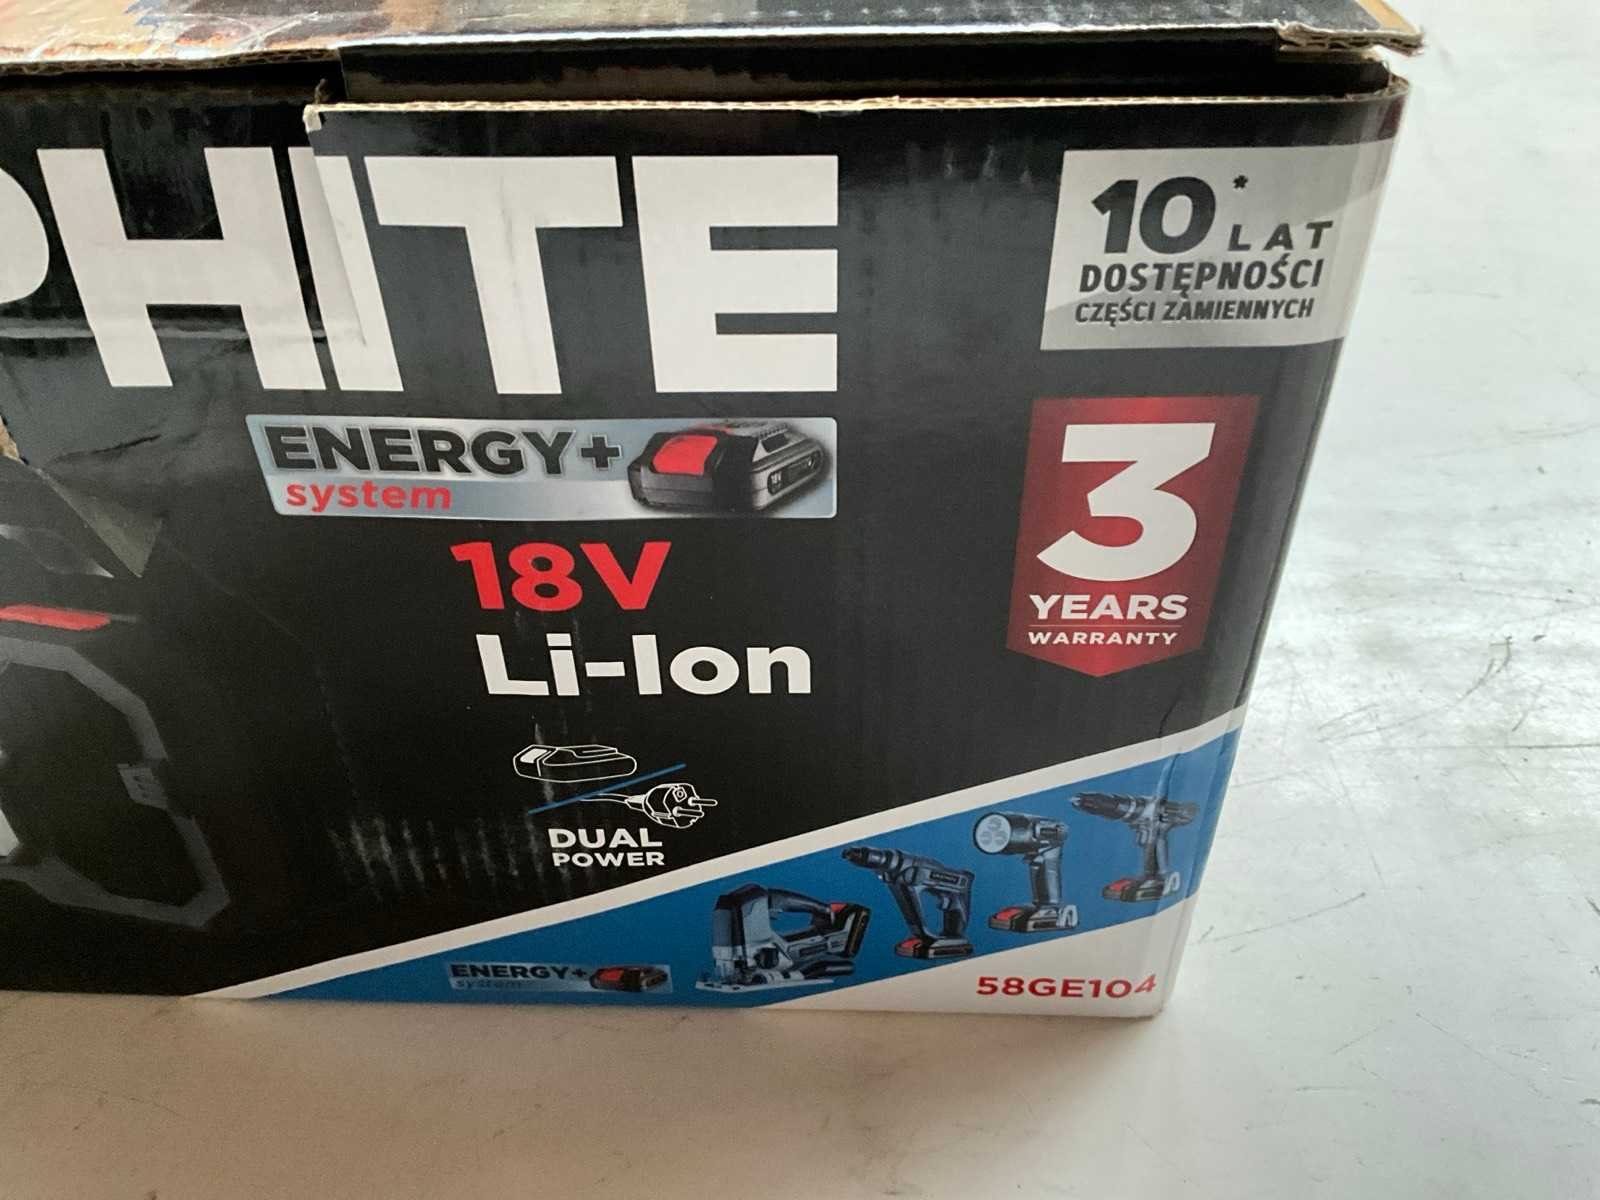 PHITE
10* LAT
DOSTĘPNOŚCI
CZĘŚCI ZAMIENNYCH
ENERGY+
system
18V
18V
Li-Ion
3
YEARS
WARRANTY
DUAL
POWER
ENERGY+
system
58GE104